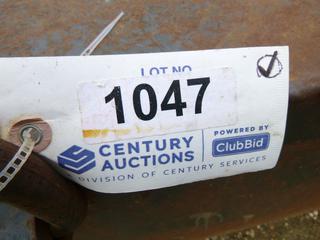 LOT NO
1047
CENTURY
AUCTIONS
POWERED BY
ClubBid
DIVISION OF CENTURY SERVICES